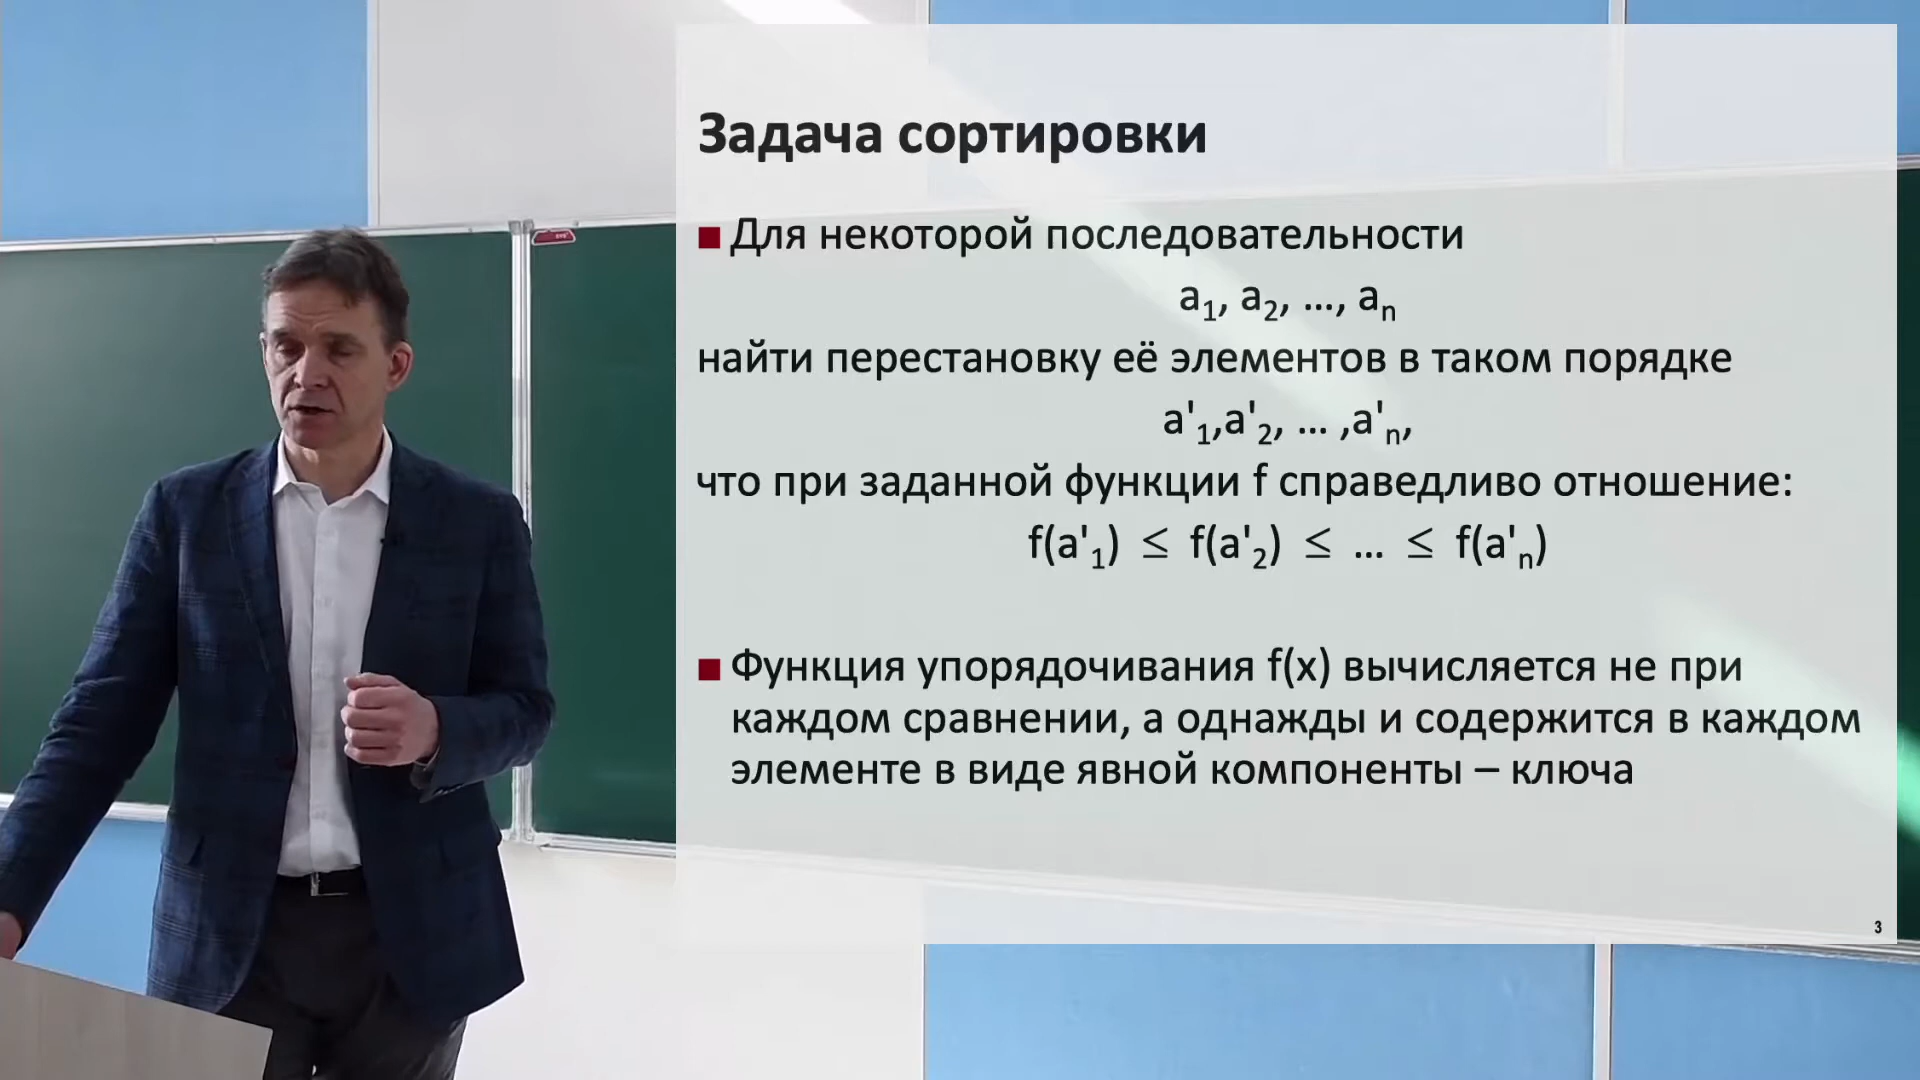 Задача сортировки
■ Для некоторой последовательности
a₁, a₂, …, aₙ
найти перестановку её элементов в таком порядке
a'₁,a'₂, … ,a'ₙ,
что при заданной функции f справедливо отношение:
f(a'₁) ≤ f(a'₂) ≤ … ≤ f(a'ₙ)
■ Функция упорядочивания f(x) вычисляется не при
каждом сравнении, а однажды и содержится в каждом
элементе в виде явной компоненты – ключа
3